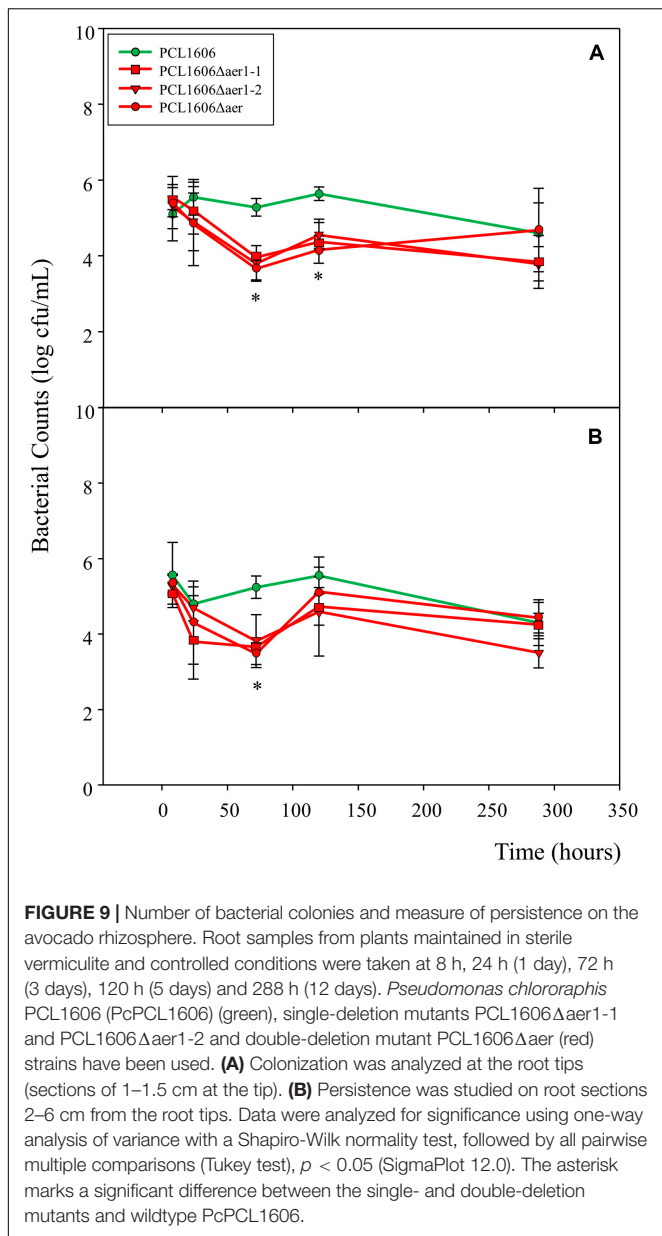 10
8
6
4
2
A
PCL1606
PCL1606Δaer1-1
PCL1606Δaer1-2
PCL1606Δaer
*
*
Bacterial Counts (log cfu/mL)
10
8
6
4
2
0
B
*
0
50
100
150
200
250
300
350
Time (hours)
FIGURE 9 | Number of bacterial colonies and measure of persistence on the
avocado rhizosphere. Root samples from plants maintained in sterile
vermiculite and controlled conditions were taken at 8 h, 24 h (1 day), 72 h
(3 days), 120 h (5 days) and 288 h (12 days). Pseudomonas chlororaphis
PCL1606 (PcPCL1606) (green), single-deletion mutants PCL1606Δaer1-1
and PCL1606Δaer1-2 and double-deletion mutant PCL1606Δaer (red)
strains have been used. (A) Colonization was analyzed at the root tips
(sections of 1–1.5 cm at the tip). (B) Persistence was studied on root sections
2–6 cm from the root tips. Data were analyzed for significance using one-way
analysis of variance with a Shapiro-Wilk normality test, followed by all pairwise
multiple comparisons (Tukey test), p < 0.05 (SigmaPlot 12.0). The asterisk
marks a significant difference between the single- and double-deletion
mutants and wildtype PcPCL1606.